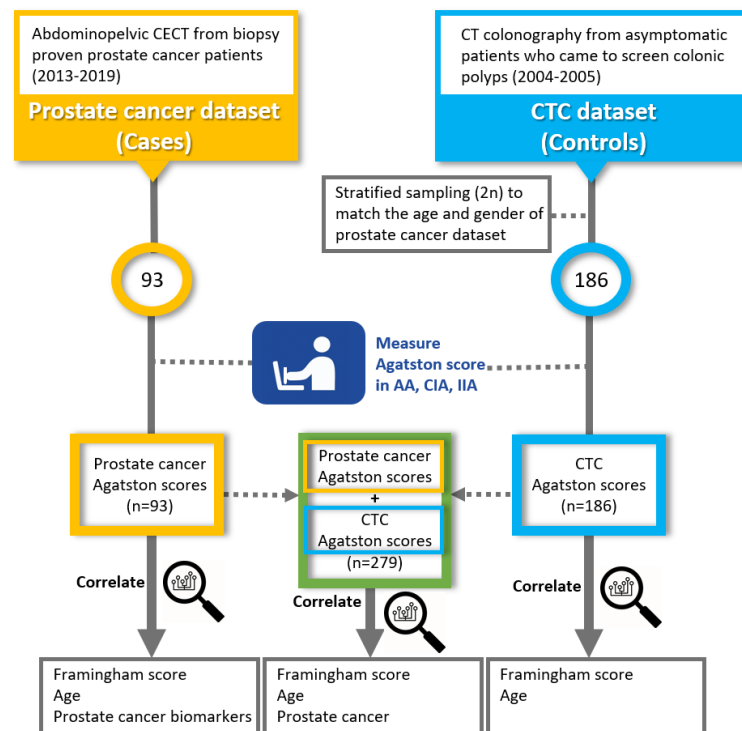 Abdominopelvic CECT from biopsy
proven prostate cancer patients
(2013-2019)
Prostate cancer dataset
(Cases)
CT colonography from asymptomatic
patients who came to screen colonic
polyps (2004-2005)
CTC dataset
(Controls)
Stratified sampling (2n) to
match the age and gender of
prostate cancer dataset
93
186
Measure
Agatston score
in AA, CIA, IIA
Prostate cancer
Agatston scores
(n=93)
Prostate cancer
Agatston scores
+
CTC
Agatston scores
(n=279)
CTC
Agatston scores
(n=186)
Correlate
Correlate
Correlate
Framingham score
Age
Prostate cancer biomarkers
Framingham score
Age
Prostate cancer
Framingham score
Age